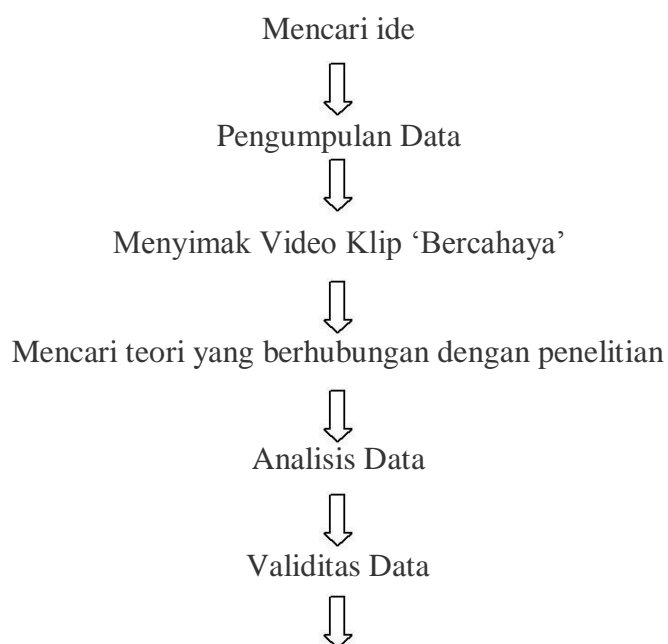 Mencari ide
Pengumpulan Data
Menyimak Video Klip ‘Bercahaya’
Mencari teori yang berhubungan dengan penelitian
Analisis Data
Validitas Data